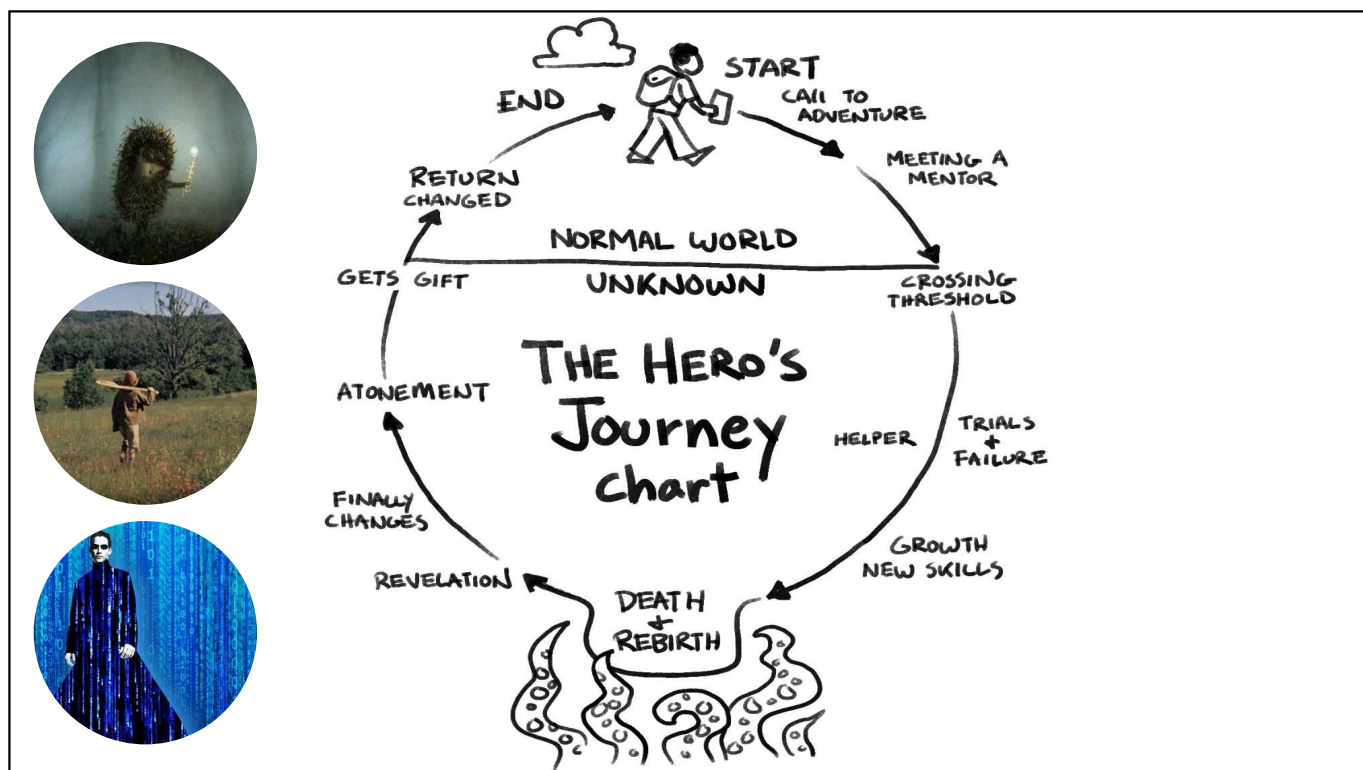 START
CALL TO
ADVENTURE
MEETING A
MENTOR
CROSSING
THRESHOLD
HELPER
TRIALS +
FAILURE
GROWTH
NEW SKILLS
DEATH
+
REBIRTH
REVELATION
FINALLY
CHANGES
ATONEMENT
GETS GIFT
RETURN
CHANGED
END
NORMAL WORLD
UNKNOWN
THE HERO'S
Journey
chart